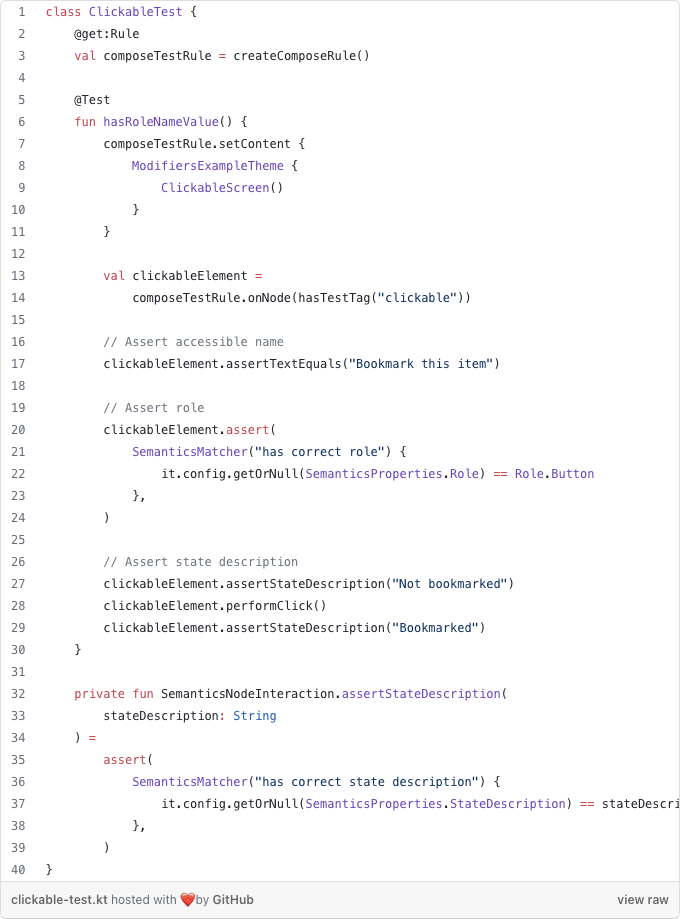 1 class ClickableTest {
2 @get:Rule
3 val composeTestRule = createComposeRule()
4
5 @Test
6 fun hasRoleNameValue() {
7 composeTestRule.setContent {
8 ModifiersExampleTheme {
9 ClickableScreen()
10 }
11 }
12
13 val clickableElement =
14 composeTestRule.onNode(hasTestTag("clickable"))
15
16 // Assert accessible name
17 clickableElement.assertTextEquals("Bookmark this item")
18
19 // Assert role
20 clickableElement.assert(
21 SemanticsMatcher("has correct role") {
22 it.config.getOrNull(SemanticsProperties.Role) == Role.Button
23 },
24 )
25
26 // Assert state description
27 clickableElement.assertStateDescription("Not bookmarked")
28 clickableElement.performClick()
29 clickableElement.assertStateDescription("Bookmarked")
30 }
31
32 private fun SemanticsNodeInteraction.assertStateDescription(
33 stateDescription: String
34 ) =
35 assert(
36 SemanticsMatcher("has correct state description") {
37 it.config.getOrNull(SemanticsProperties.StateDescription) == stateDescri
38 },
39 )
40 }
clickable-test.kt hosted with ❤️by GitHub view raw